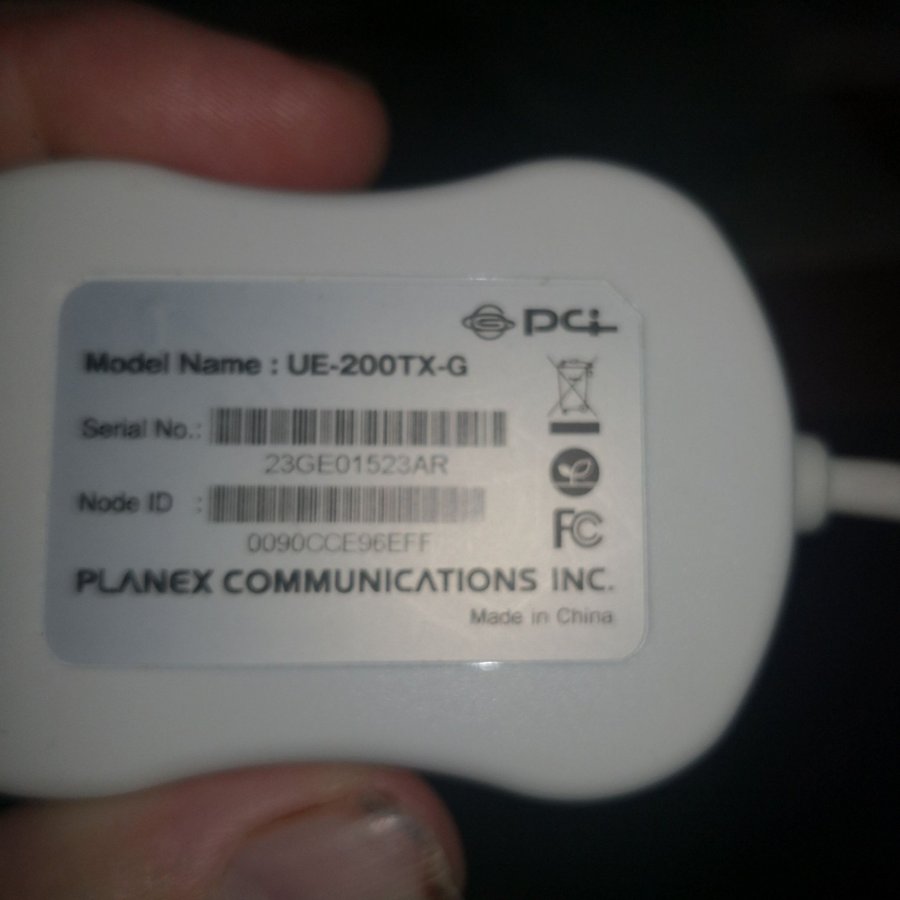 PCi
Model Name : UE-200TX-G
Serial No.:
23GE01523AR
Node ID :
0090CCE96EFF
FC
PLANEX COMMUNICATIONS INC.
Made in China